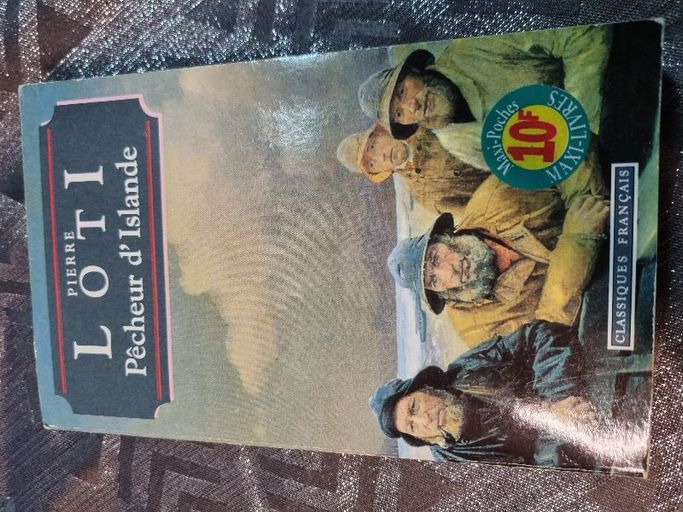 PIERRE
LOTI
Pêcheur d'Islande
Maxi-Poches
10F
MAXI-LIVRES
CLASSIQUES FRANÇAIS